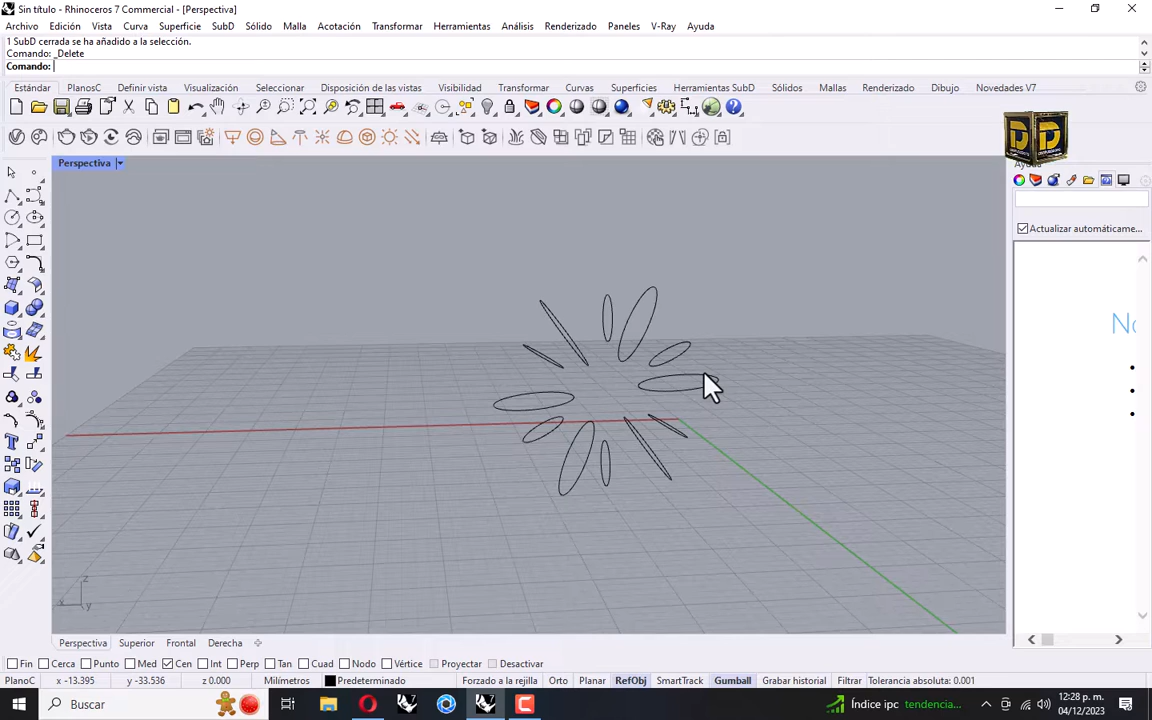 Sin título - Rhinoceros 7 Commercial - [Perspectiva]
Archivo Edición Vista Curva Superficie SubD Sólido Malla Acotación Transformar Herramientas Análisis Renderizado Paneles V-Ray Ayuda
1 SubD cerrada se ha añadido a la selección.
Comando: _Delete
Comando:
Estándar PlanosC Definir vista Visualización Seleccionar Disposición de las vistas Visibilidad Transformar Curvas Superficies Herramientas SubD Sólidos Mallas Renderizado Dibujo Novedades V7
Perspectiva
Actualizar automáticame...
z
x
y
Perspectiva Superior Frontal Derecha
Fin Cerca Punto Med Cen Int Perp Tan Cuad Nodo Vértice Proyectar Desactivar
PlanoC x -13.395 y -33.536 z 0.000 Milímetros Predeterminado Forzado a la rejilla Orto Planar RefObj SmartTrack Gumball Grabar historial Filtrar Tolerancia absoluta: 0.001
Buscar Índice ipc tendencia... 12:28 p. m.
04/12/2023